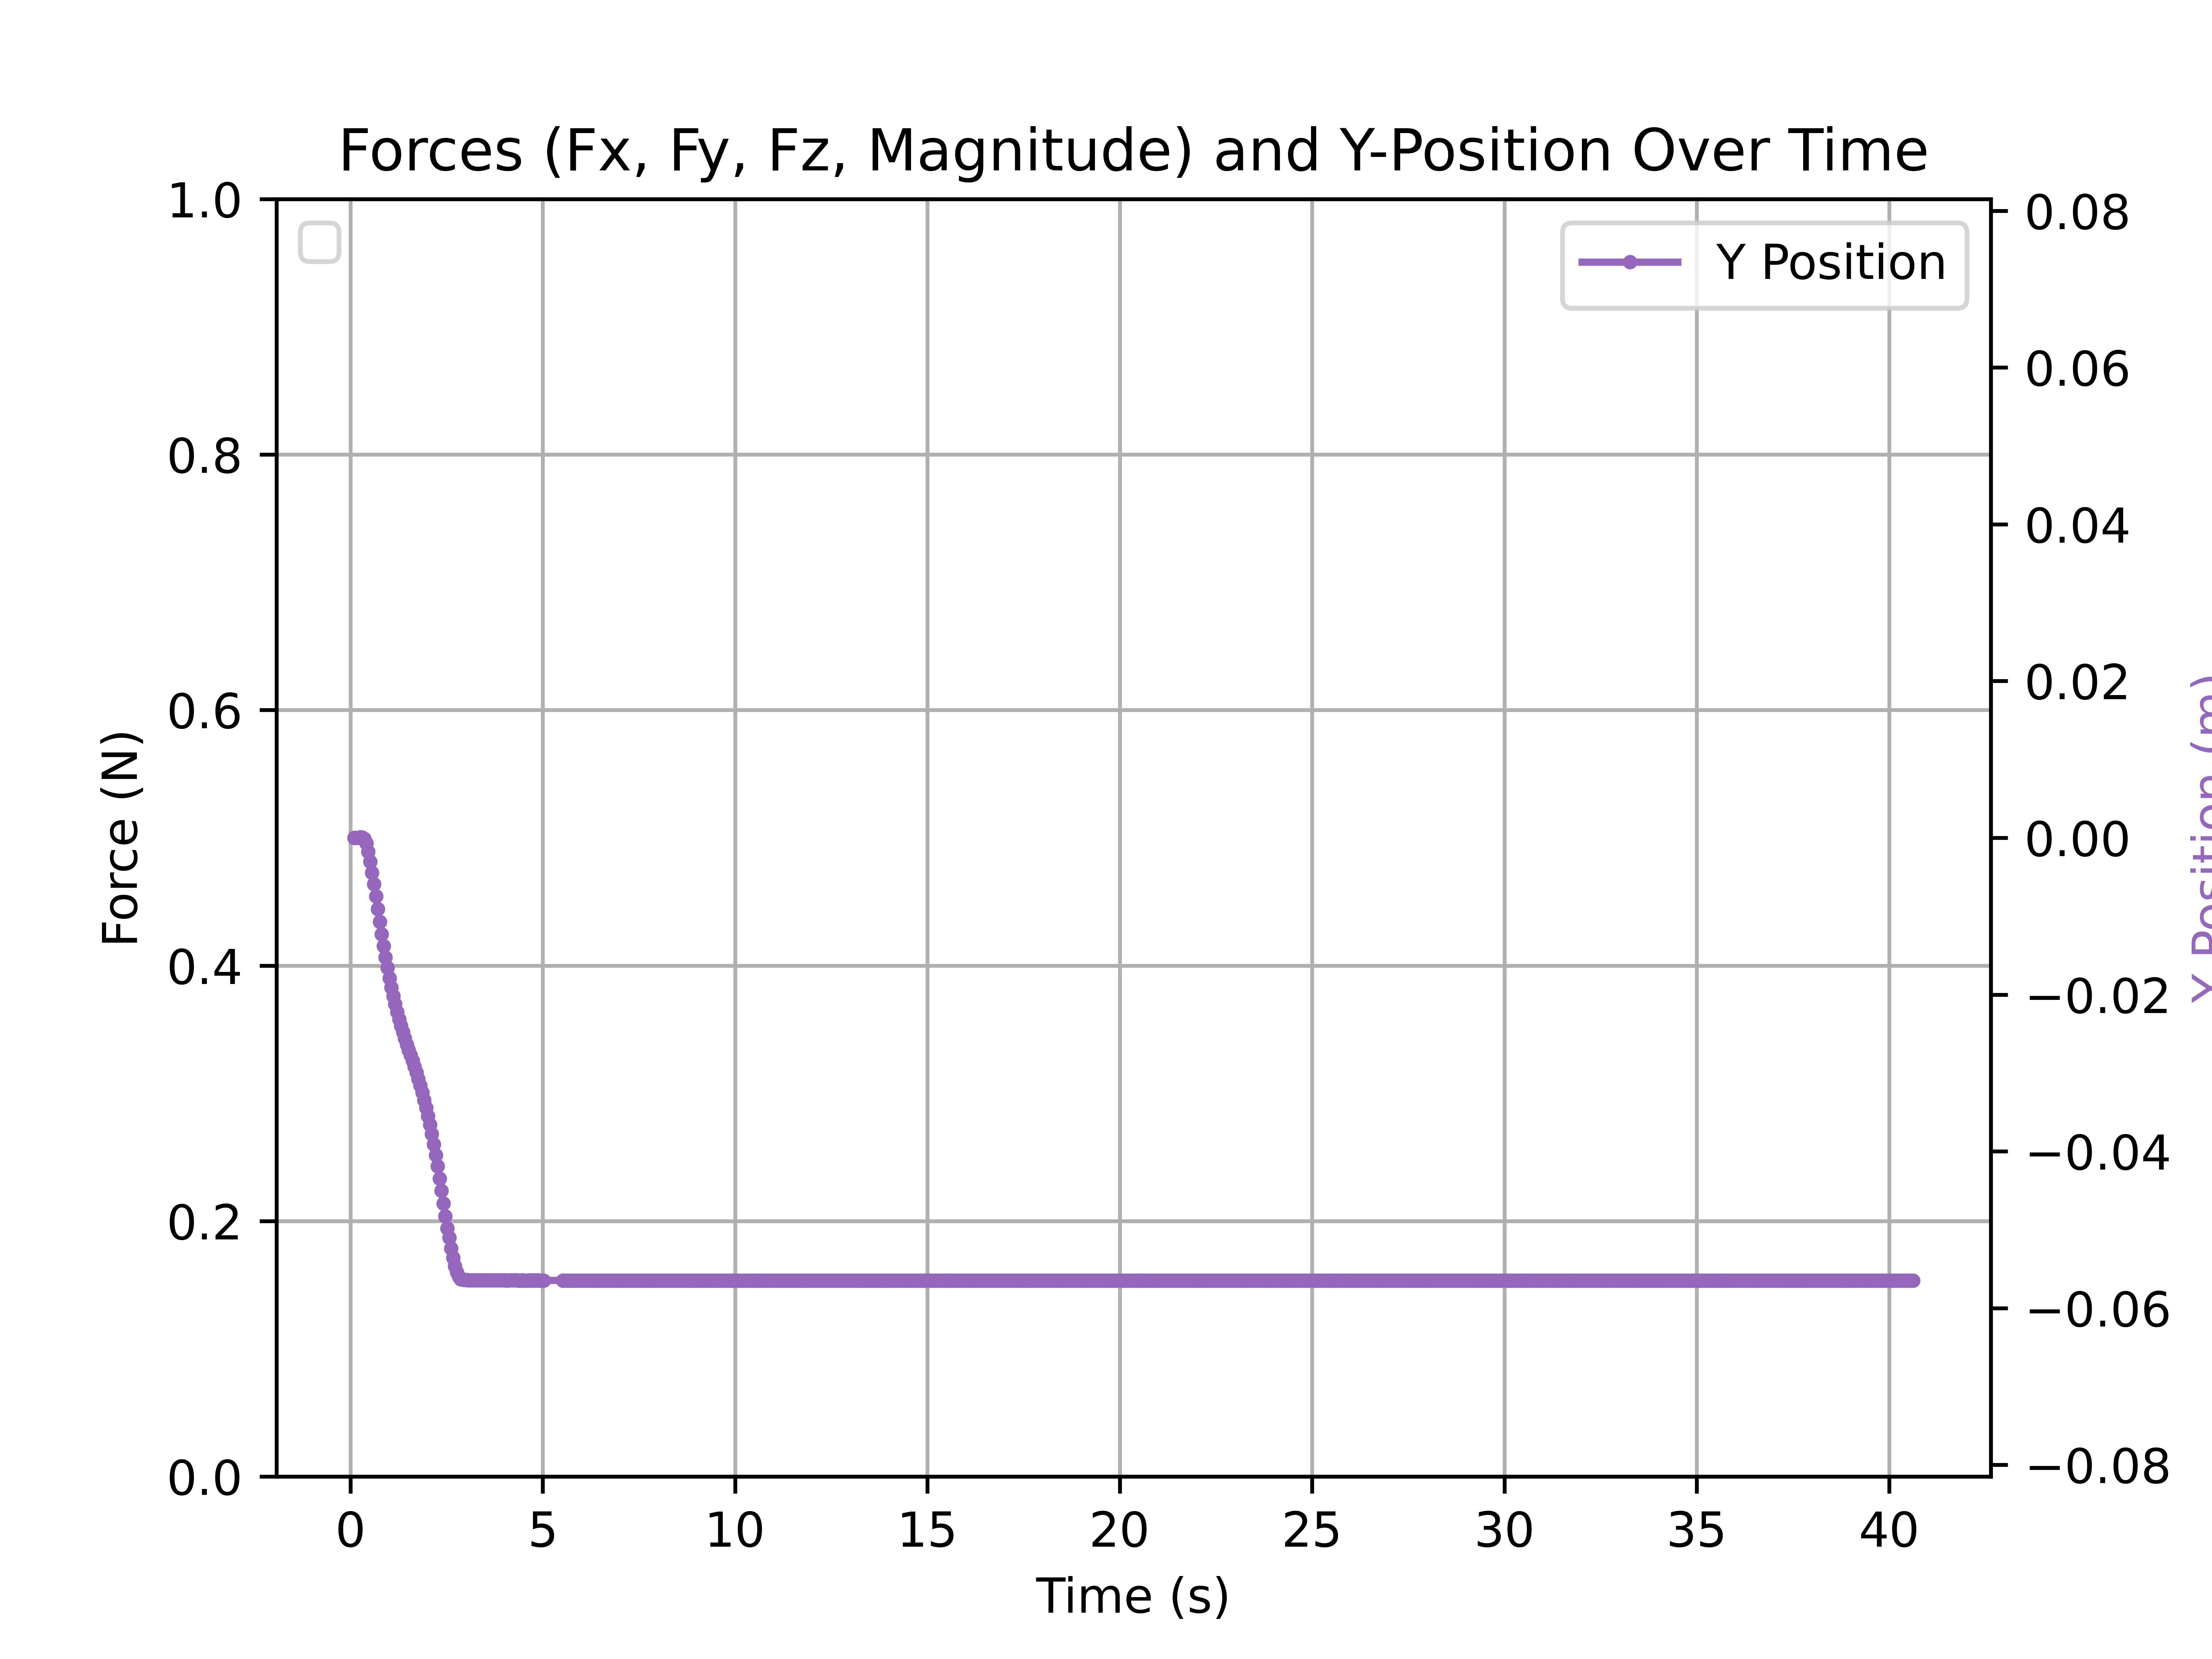 Forces (Fx, Fy, Fz, Magnitude) and Y-Position Over Time
Y Position
1.0
0.8
0.6
0.4
0.2
0.0
Force (N)
0.08
0.06
0.04
0.02
0.00
−0.02
−0.04
−0.06
−0.08
Y Position (m)
0 5 10 15 20 25 30 35 40
Time (s)